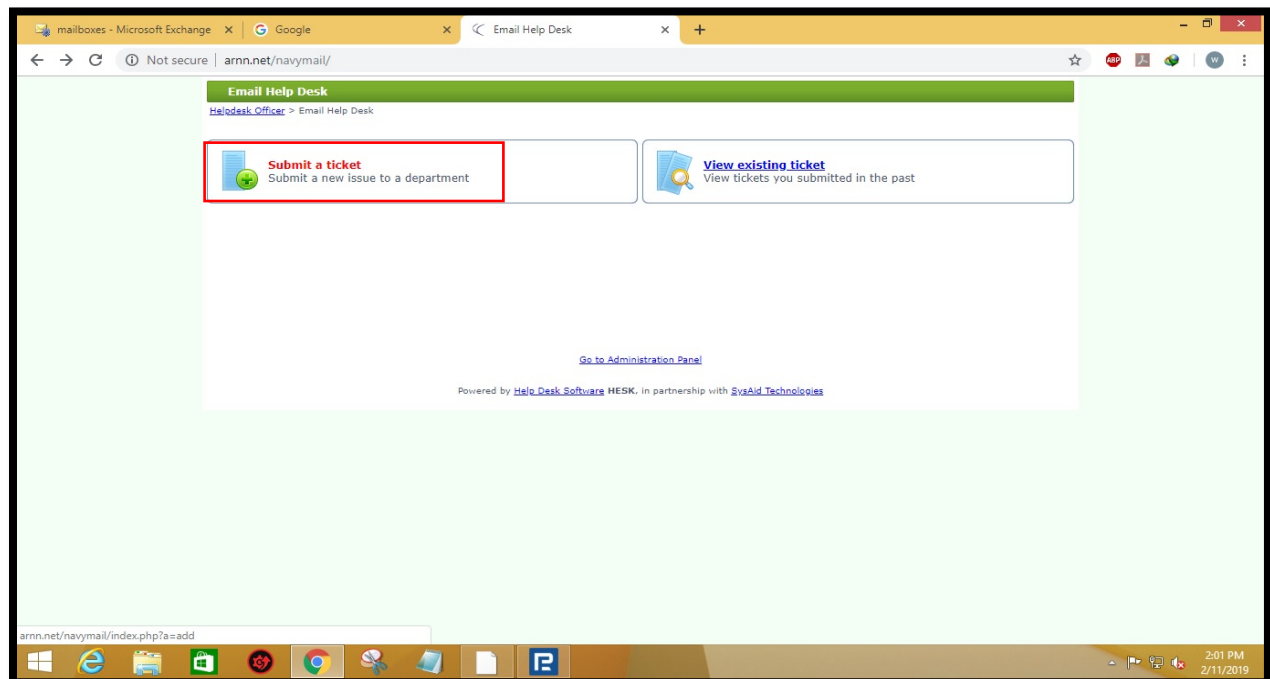 mailboxes - Microsoft Exchange
Google
Email Help Desk
Not secure | arnn.net/navymail/
ABP
W
Email Help Desk
Helpdesk Officer > Email Help Desk
Submit a ticket
Submit a new issue to a department
View existing ticket
View tickets you submitted in the past
Go to Administration Panel
Powered by Help Desk Software HESK, in partnership with SysAid Technologies
arnn.net/navymail/index.php?a=add
2:01 PM
2/11/2019